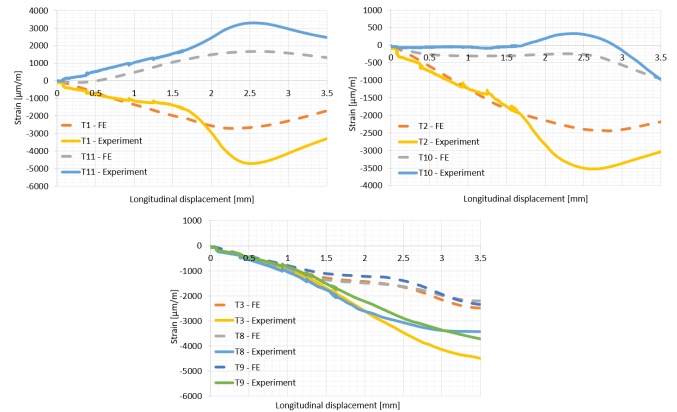 4000
3000
2000
1000
0
-1000
-2000
-3000
-4000
-5000
-6000
0 0.5 1 1.5 2 2.5 3 3.5
Strain [µm/m]
T1 - FE
T1 - Experiment
T11 - FE
T11 - Experiment
Longitudinal displacement [mm]
1000
500
0
-500
-1000
-1500
-2000
-2500
-3000
-3500
-4000
0 0.5 1 1.5 2 2.5 3 3.5
Strain [µm/m]
T2 - FE
T2 - Experiment
T10 - FE
T10 - Experiment
Longitudinal displacement [mm]
1000
0
-1000
-2000
-3000
-4000
-5000
-6000
0 0.5 1 1.5 2 2.5 3 3.5
Strain [µm/m]
T3 - FE
T3 - Experiment
T8 - FE
T8 - Experiment
T9 - FE
T9 - Experiment
Longitudinal displacement [mm]